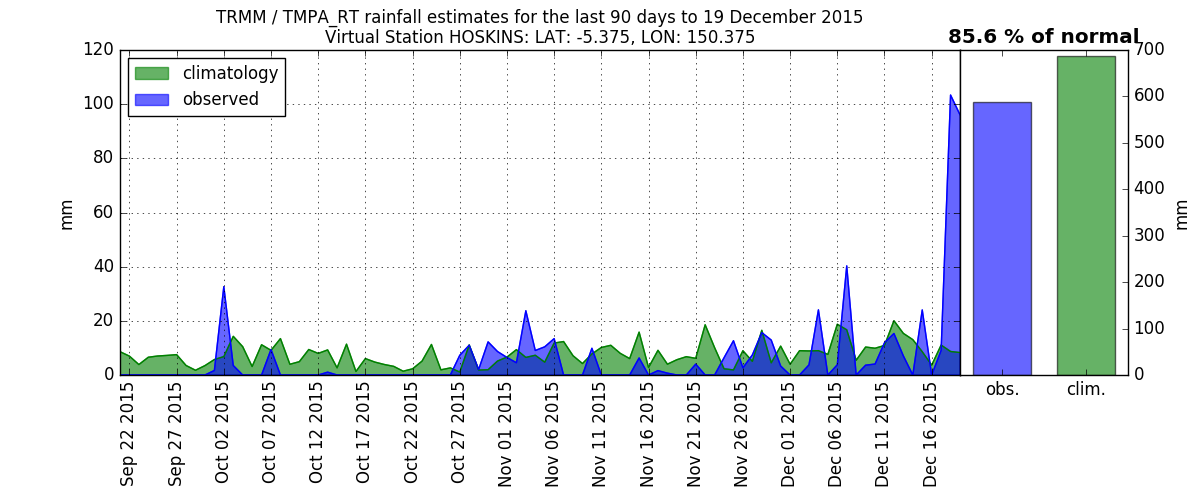 TRMM / TMPA_RT rainfall estimates for the last 90 days to 19 December 2015
Virtual Station HOSKINS: LAT: -5.375, LON: 150.375
85.6 % of normal
climatology
observed
120
100
80
60
40
20
0
mm
Sep 22 2015
Sep 27 2015
Oct 02 2015
Oct 07 2015
Oct 12 2015
Oct 17 2015
Oct 22 2015
Oct 27 2015
Nov 01 2015
Nov 06 2015
Nov 11 2015
Nov 16 2015
Nov 21 2015
Nov 26 2015
Dec 01 2015
Dec 06 2015
Dec 11 2015
Dec 16 2015
obs.
clim.
700
600
500
400
300
200
100
0
mm